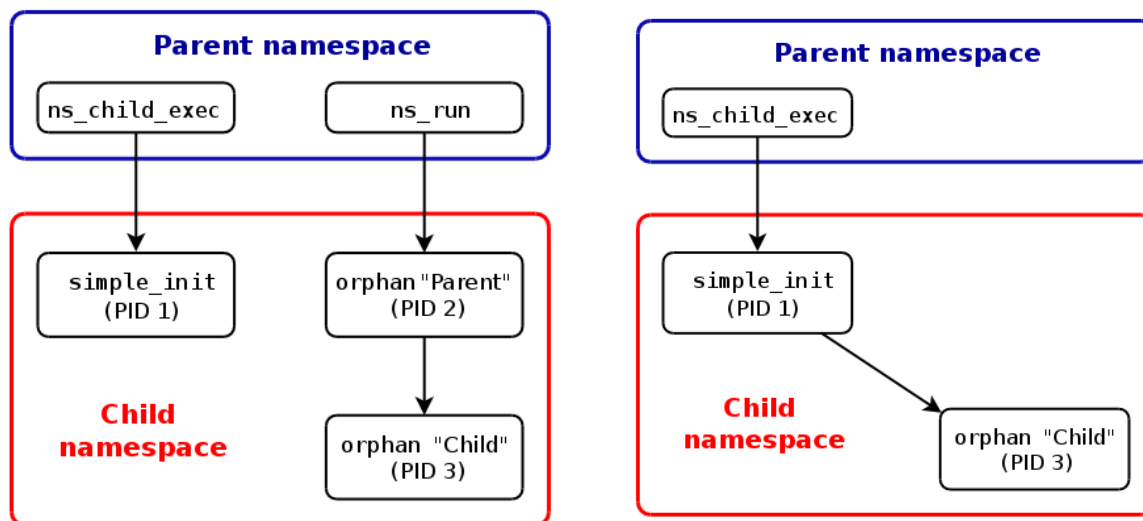 Parent namespace
ns_child_exec
ns_run
simple_init
(PID 1)
orphan "Parent"
(PID 2)
Child
namespace
orphan "Child"
(PID 3)
Parent namespace
ns_child_exec
simple_init
(PID 1)
Child
namespace
orphan "Child"
(PID 3)